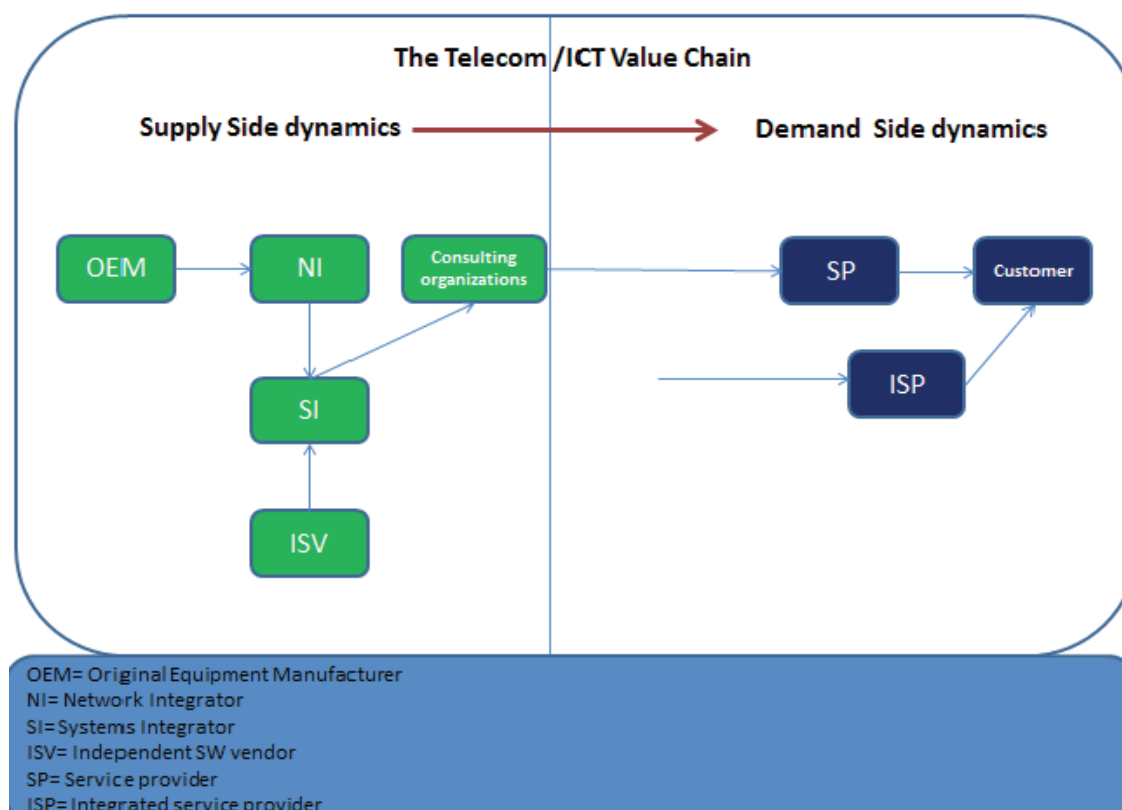 The Telecom /ICT Value Chain
Supply Side dynamics
Demand Side dynamics
OEM
NI
Consulting
organizations
SP
Customer
SI
ISP
ISV
OEM= Original Equipment Manufacturer
NI= Network Integrator
SI= Systems Integrator
ISV= Independent SW vendor
SP= Service provider
ISP= Integrated service provider